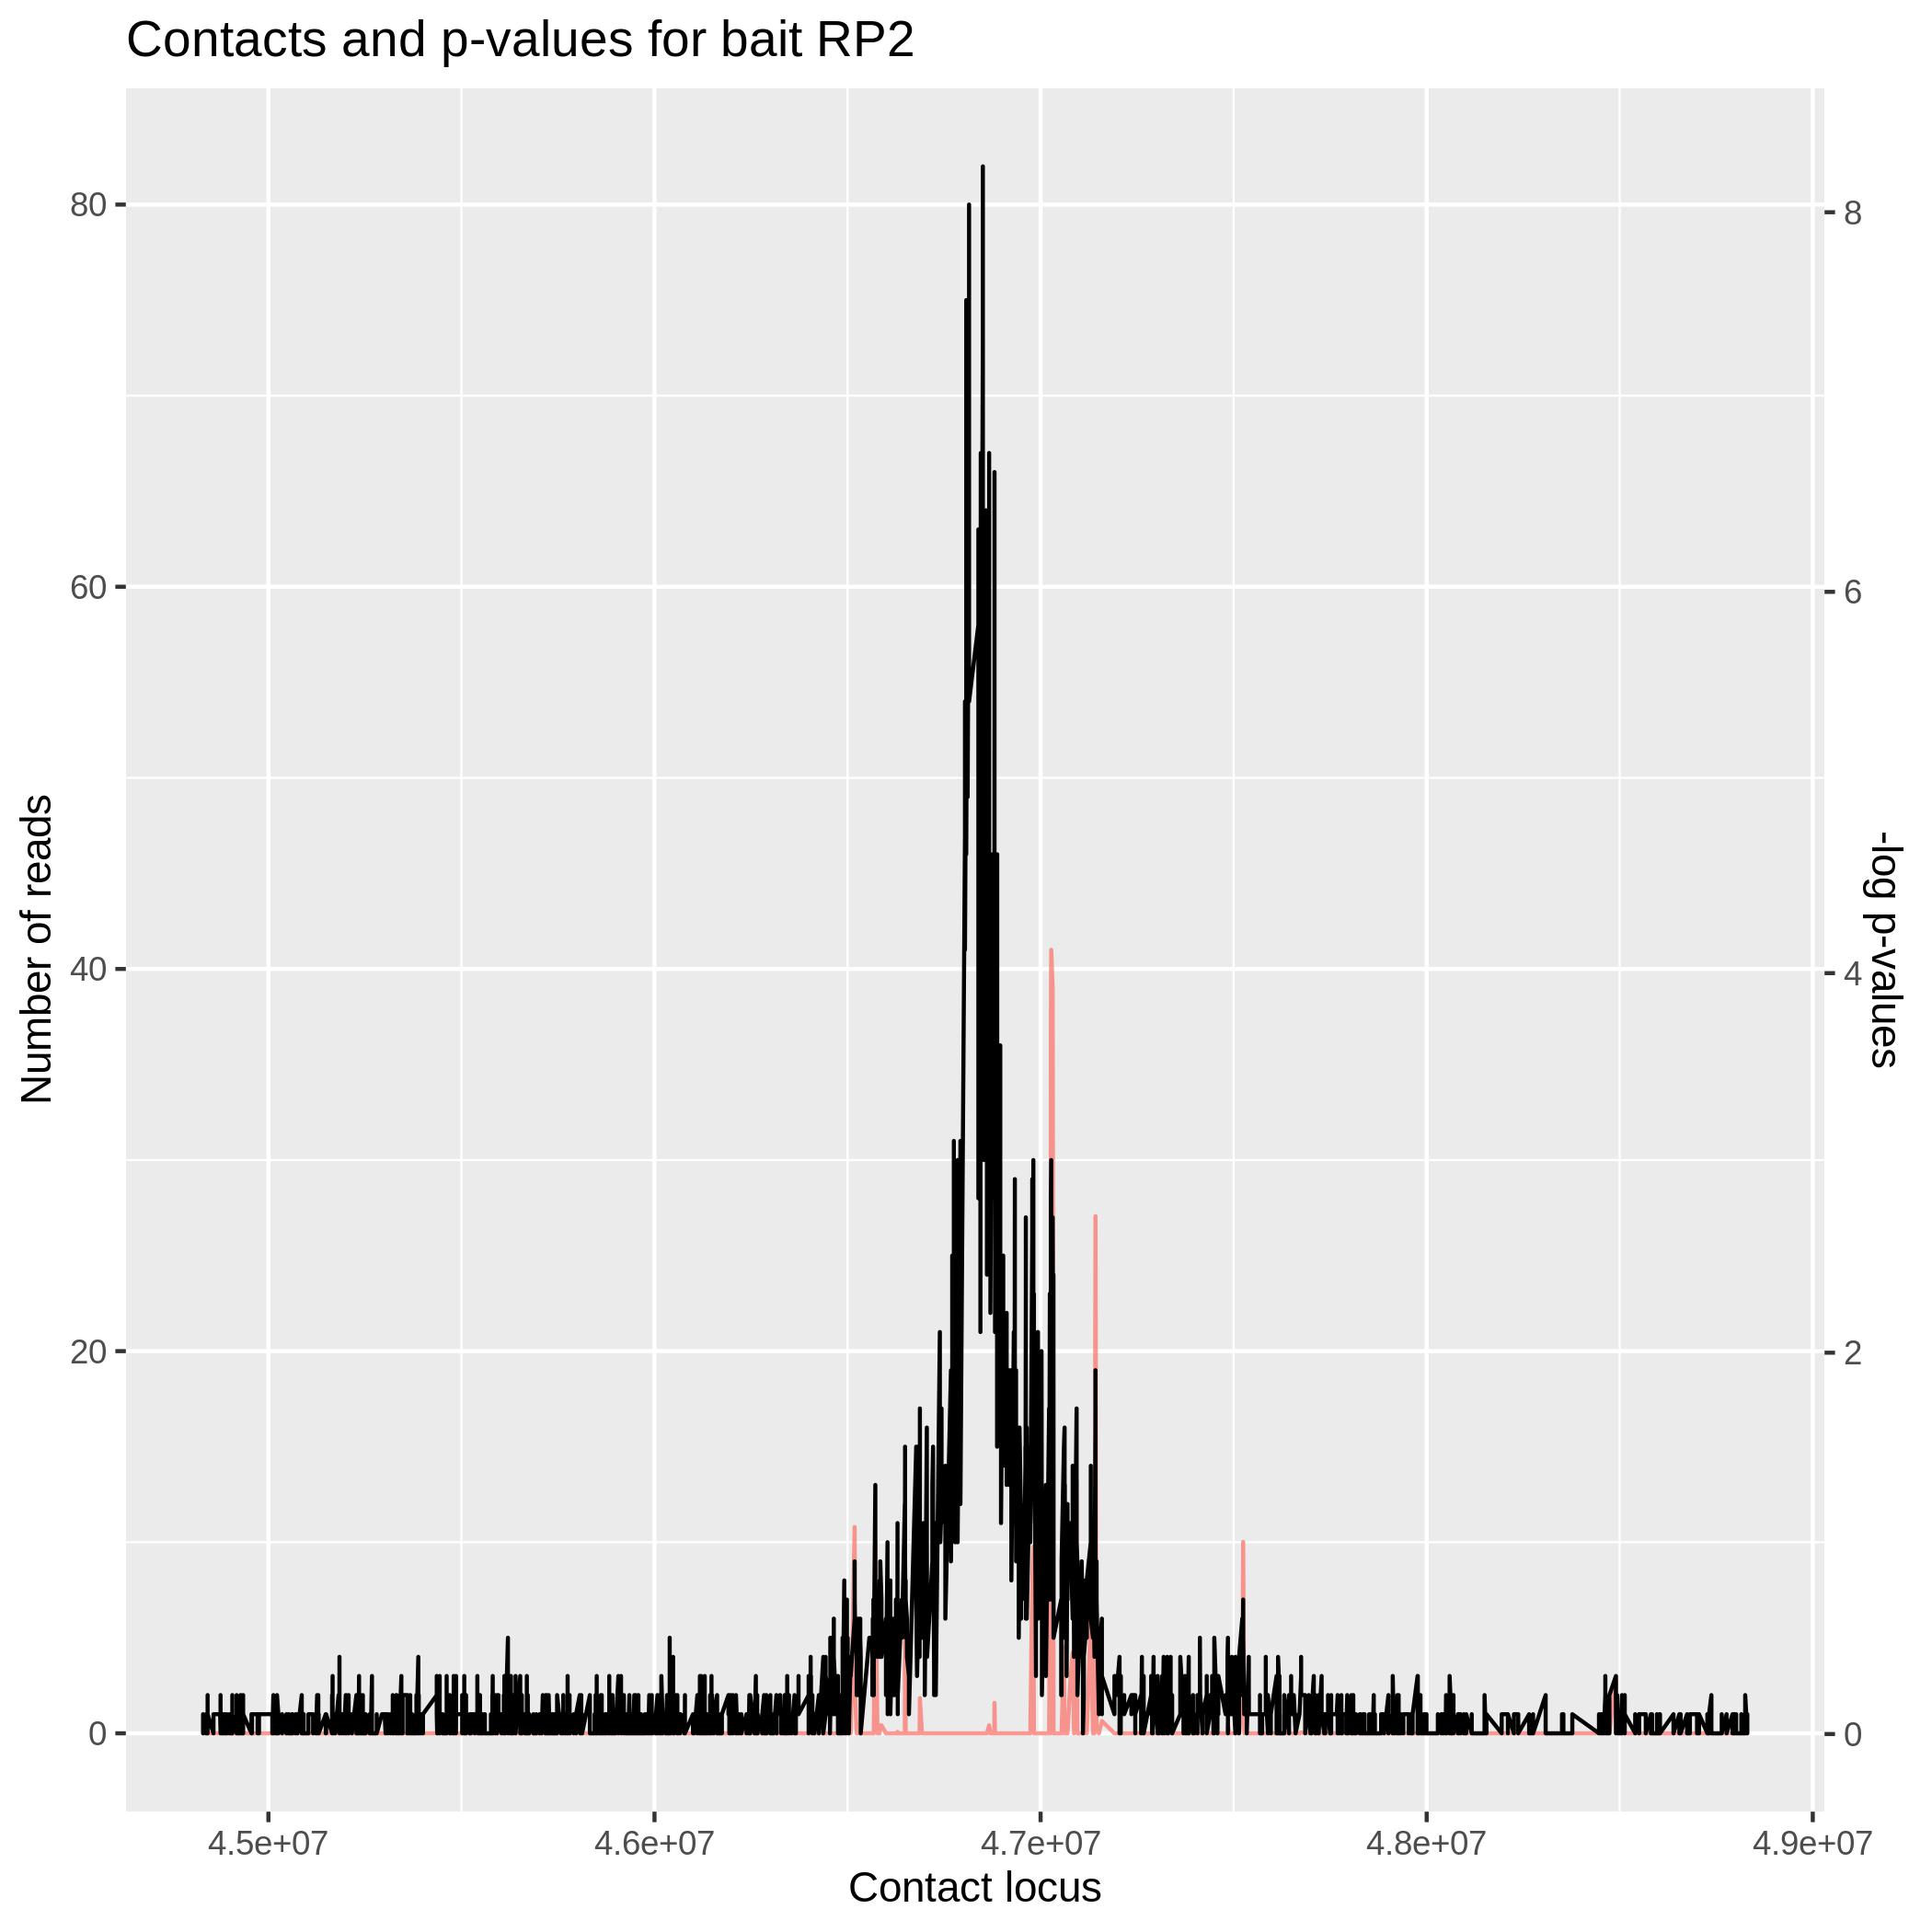 Contacts and p-values for bait RP2
Number of reads
80
60
40
20
0
8
6
4
2
0
-log p-values
4.5e+07
4.6e+07
4.7e+07
4.8e+07
4.9e+07
Contact locus